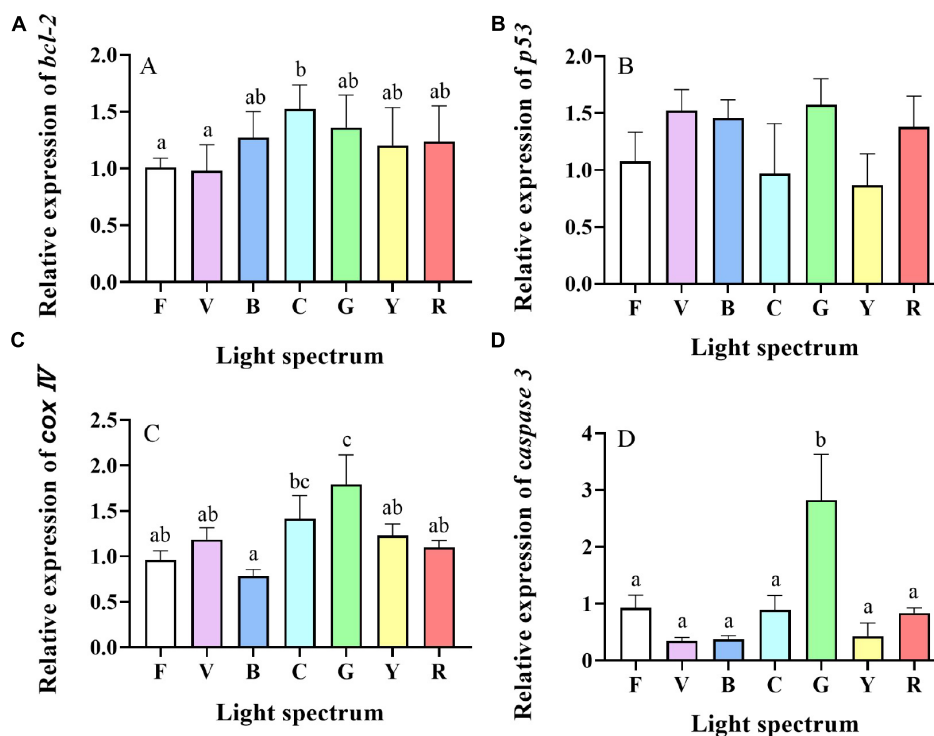 A
Relative expression of bcl-2
A
2.0
1.5
1.0
0.5
0.0
a a ab b ab ab ab
F V B C G Y R
Light spectrum
B
Relative expression of p53
B
2.0
1.5
1.0
0.5
0.0
F V B C G Y R
Light spectrum
C
Relative expression of cox IV
C
2.5
2.0
1.5
1.0
0.5
0.0
ab ab a bc c ab ab
F V B C G Y R
Light spectrum
D
Relative expression of caspase 3
D
4
3
2
1
0
a a a a b a a
F V B C G Y R
Light spectrum